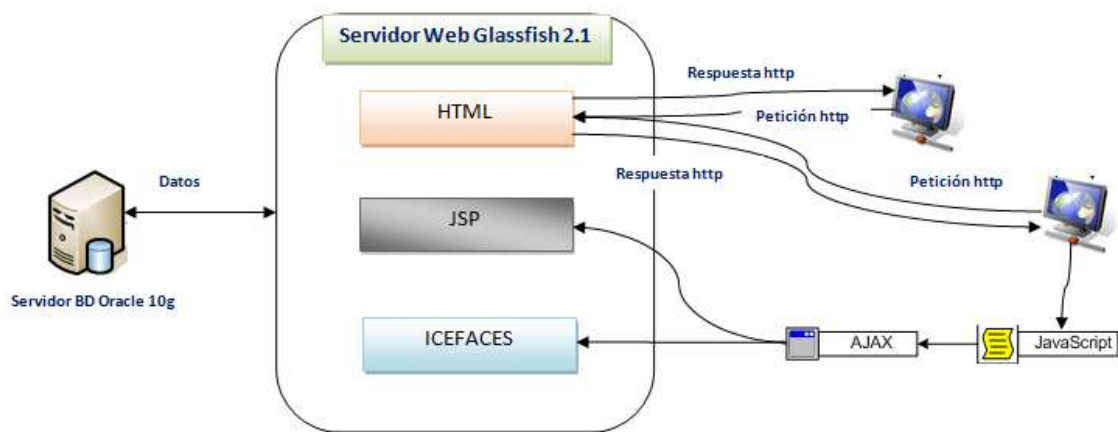 Servidor Web Glassfish 2.1
Respuesta http
HTML
Petición http
Respuesta http
Petición http
Datos
JSP
Servidor BD Oracle 10g
ICEFACES
AJAX
JavaScript